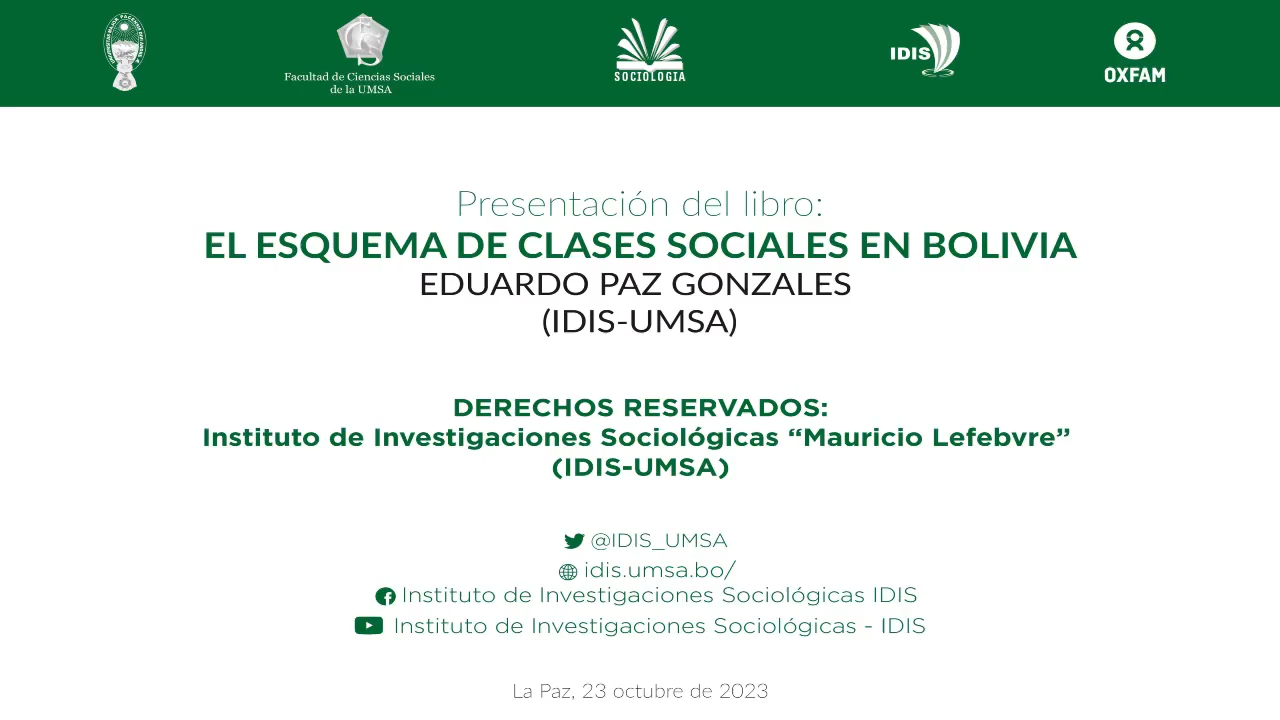 Facultad de Ciencias Sociales
de la UMSA
SOCIOLOGIA
IDIS
OXFAM
Presentación del libro:
EL ESQUEMA DE CLASES SOCIALES EN BOLIVIA
EDUARDO PAZ GONZALES
(IDIS-UMSA)
DERECHOS RESERVADOS:
Instituto de Investigaciones Sociológicas “Mauricio Lefebvre”
(IDIS-UMSA)
@IDIS_UMSA
idis.umsa.bo/
Instituto de Investigaciones Sociológicas IDIS
Instituto de Investigaciones Sociológicas - IDIS
La Paz, 23 octubre de 2023